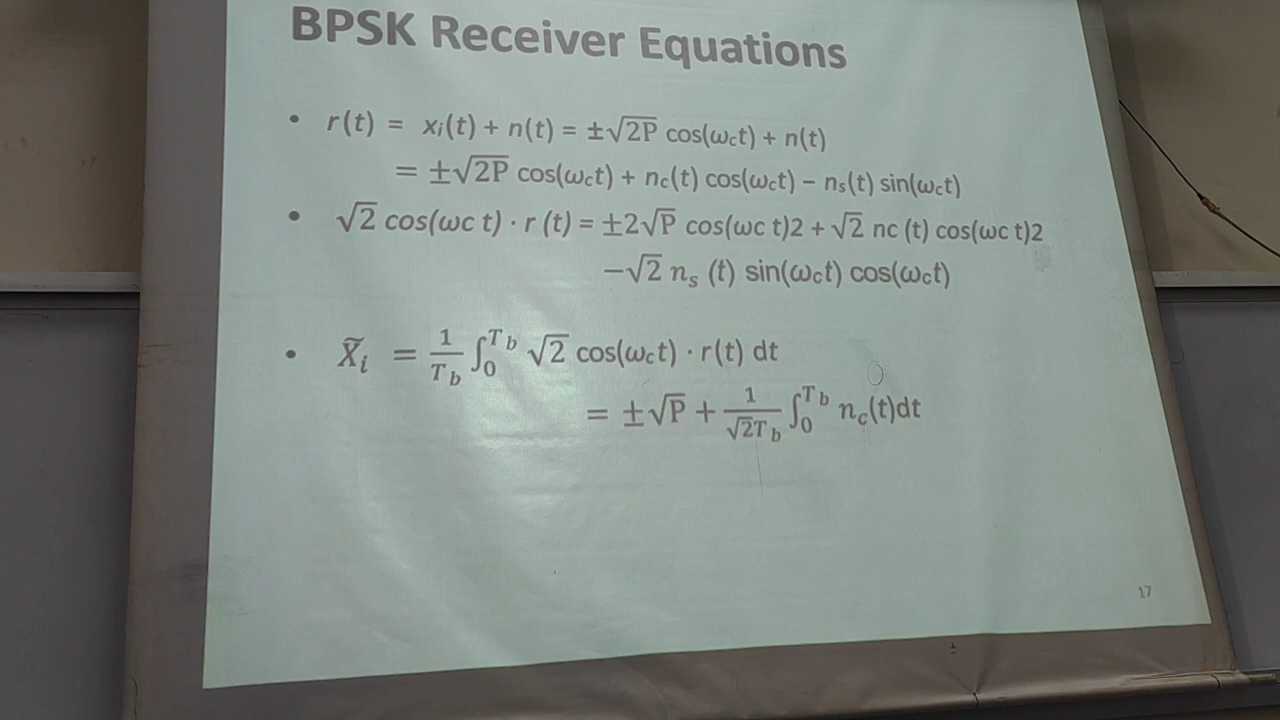 BPSK Receiver Equations
• r(t) = xᵢ(t) + n(t) = ±√2P cos(ω꜀t) + n(t)
= ±√2P cos(ω꜀t) + n꜀(t) cos(ω꜀t) − nₛ(t) sin(ω꜀t)
• √2 cos(ωc t) · r (t) = ±2√P cos(ωc t)2 + √2 nc (t) cos(ωc t)2
−√2 nₛ (t) sin(ω꜀t) cos(ω꜀t)
• X̃ᵢ = 1/T_b ∫₀^T_b √2 cos(ω꜀t) · r(t) dt
= ±√P + 1/√2T_b ∫₀^T_b n꜀(t)dt
17